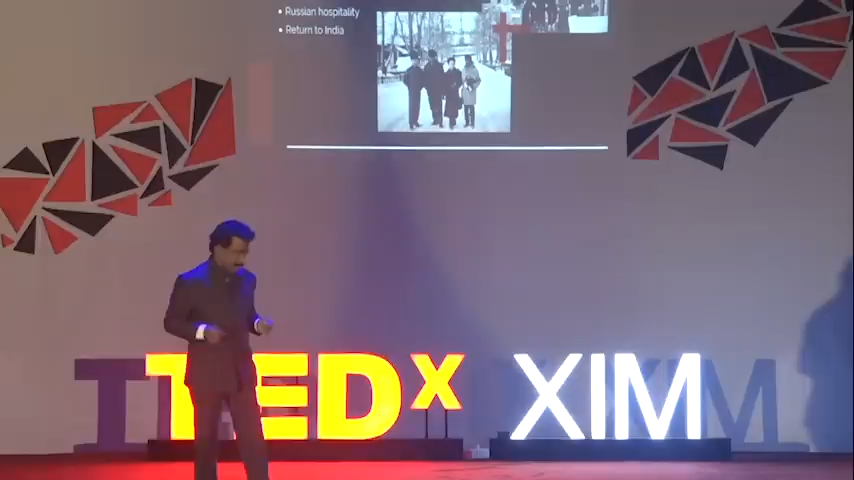 • Russian hospitality
• Return to India
TEDx XIM